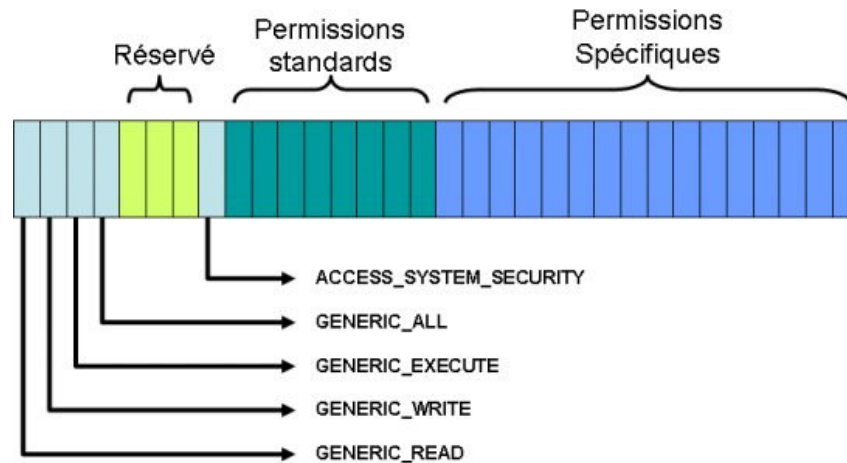 Réservé
Permissions
standards
Permissions
Spécifiques
ACCESS_SYSTEM_SECURITY
GENERIC_ALL
GENERIC_EXECUTE
GENERIC_WRITE
GENERIC_READ